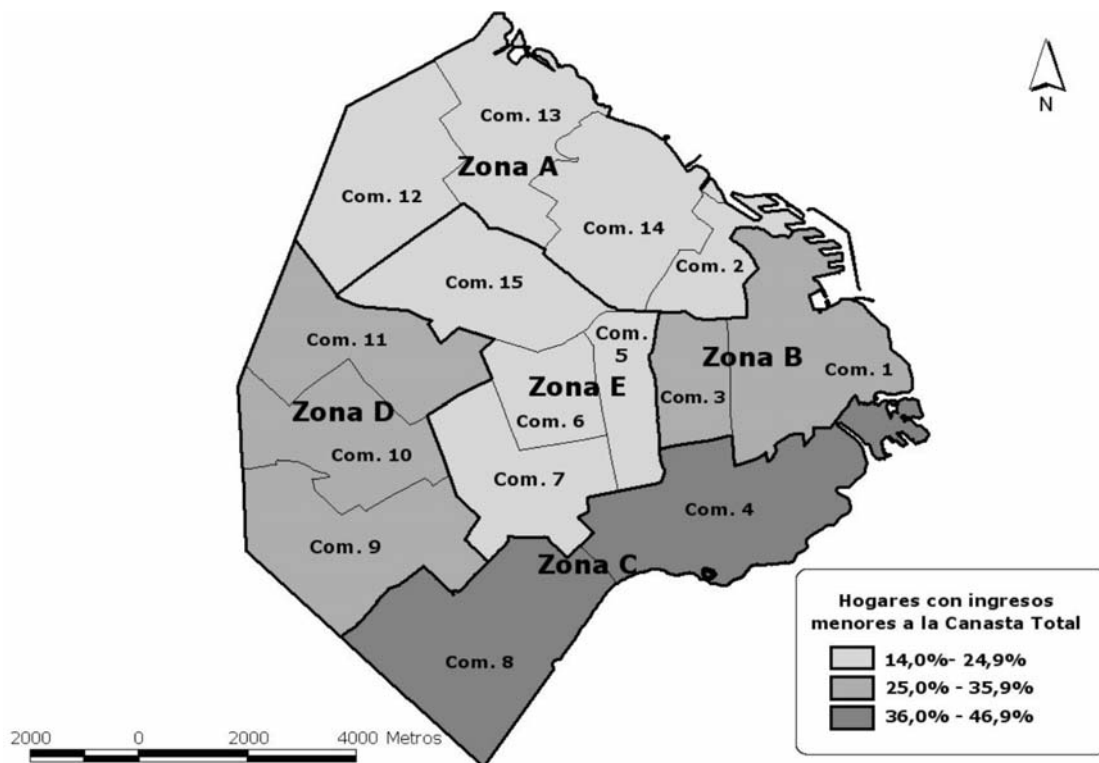 N
Com. 13
Zona A
Com. 12
Com. 14
Com. 2
Com. 15
Com.
5
Com. 11
Zona B
Com. 1
Zona E
Com. 3
Zona D
Com. 6
Com. 10
Com. 7
Com. 4
Com. 9
Zona C
Com. 8
Hogares con ingresos
menores a la Canasta Total
14,0%- 24,9%
25,0% - 35,9%
36,0% - 46,9%
2000 0 2000 4000 Metros